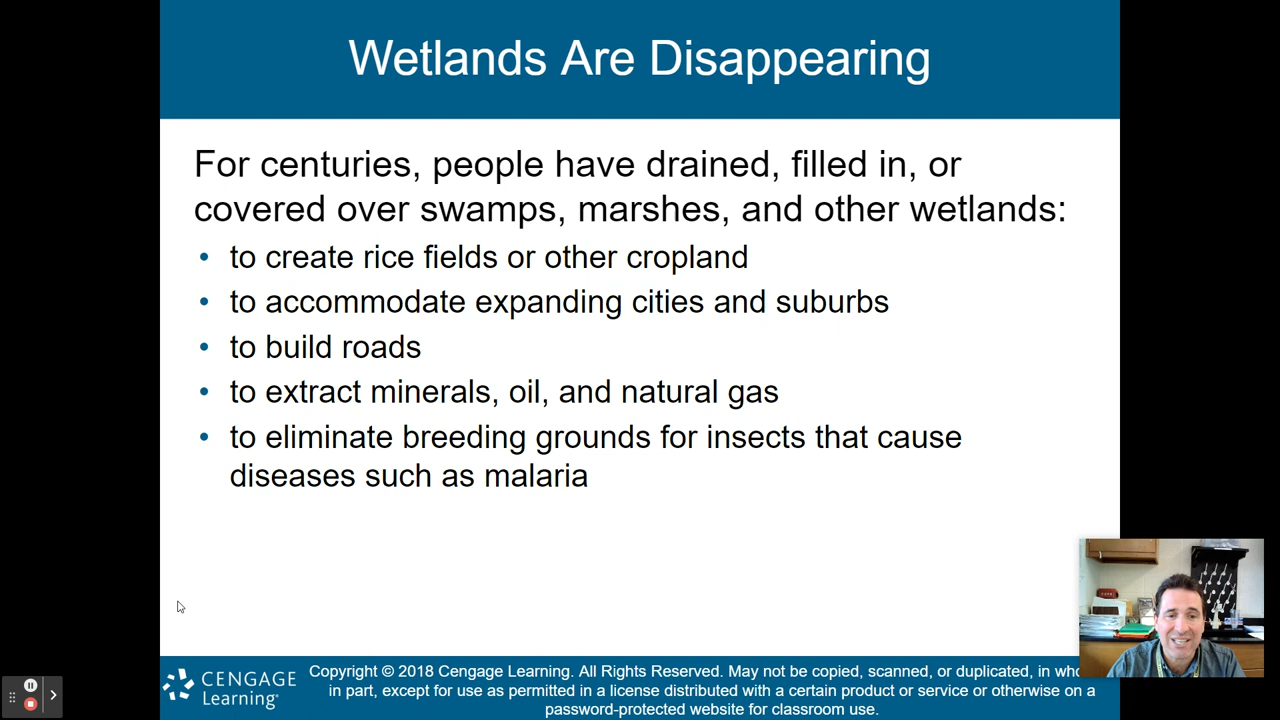 Wetlands Are Disappearing
For centuries, people have drained, filled in, or
covered over swamps, marshes, and other wetlands:
• to create rice fields or other cropland
• to accommodate expanding cities and suburbs
• to build roads
• to extract minerals, oil, and natural gas
• to eliminate breeding grounds for insects that cause
diseases such as malaria
CENGAGE
Learning®
Copyright © 2018 Cengage Learning. All Rights Reserved. May not be copied, scanned, or duplicated, in
in part, except for use as permitted in a license distributed with a certain product or service or otherwise on a
password-protected website for classroom use.